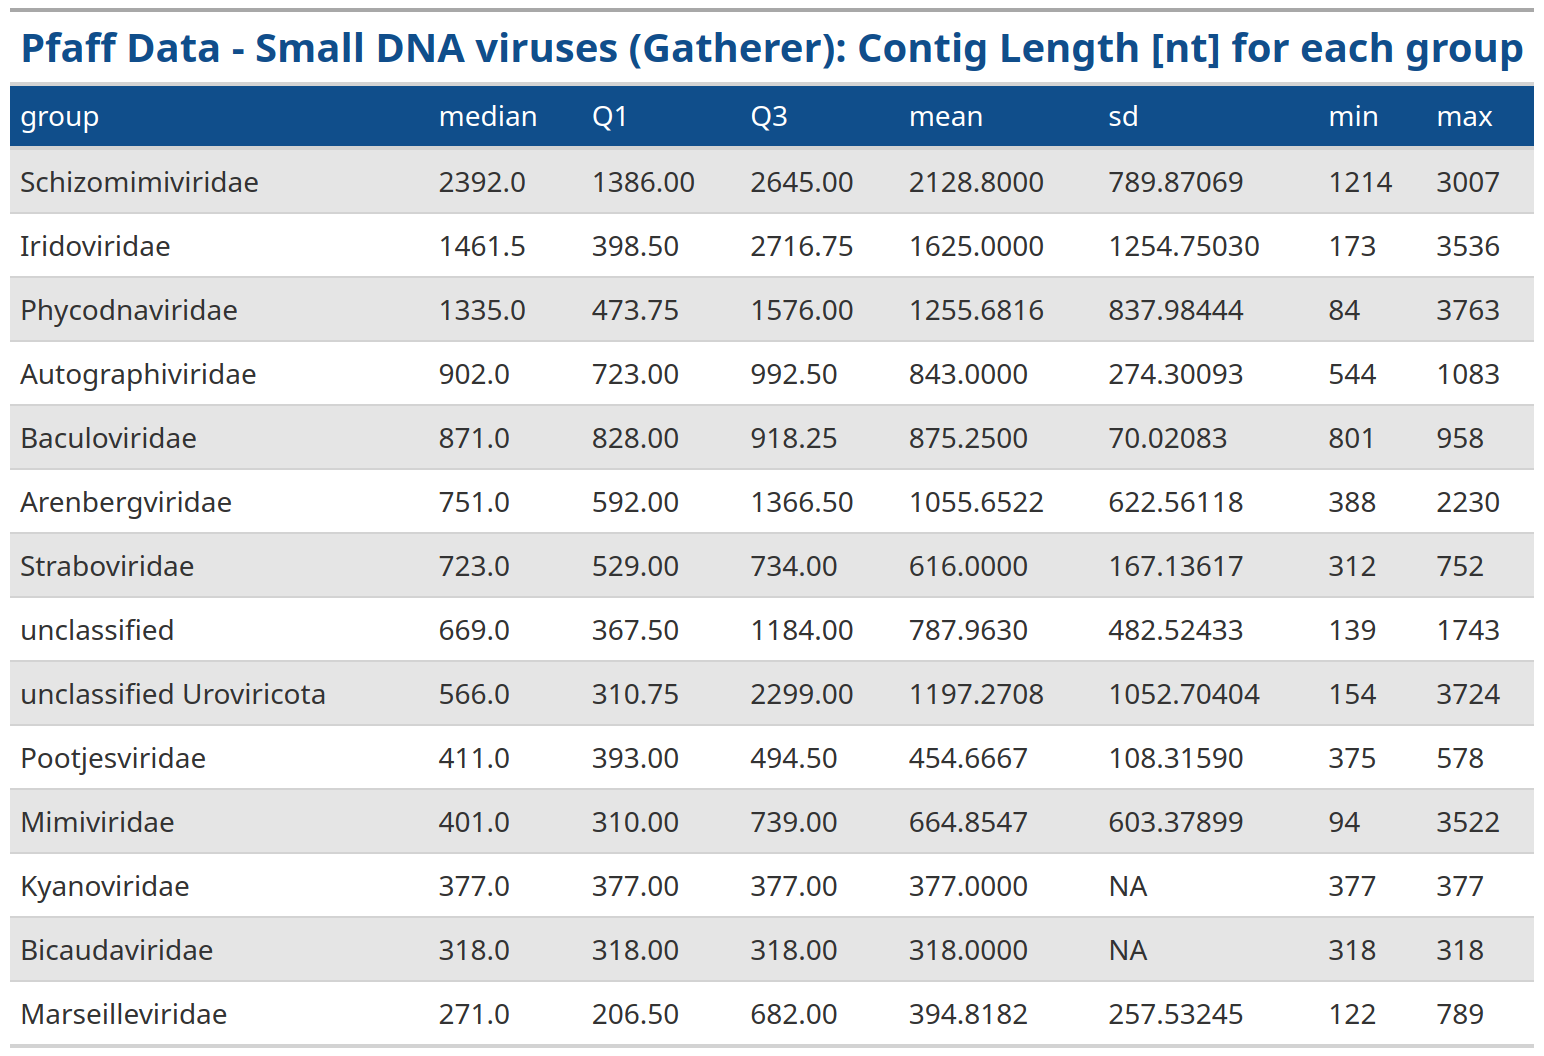 Pfaff Data - Small DNA viruses (Gatherer): Contig Length [nt] for each group
group median Q1 Q3 mean sd min max
Schizomimiviridae 2392.0 1386.00 2645.00 2128.8000 789.87069 1214 3007
Iridoviridae 1461.5 398.50 2716.75 1625.0000 1254.75030 173 3536
Phycodnaviridae 1335.0 473.75 1576.00 1255.6816 837.98444 84 3763
Autographiviridae 902.0 723.00 992.50 843.0000 274.30093 544 1083
Baculoviridae 871.0 828.00 918.25 875.2500 70.02083 801 958
Arenbergviridae 751.0 592.00 1366.50 1055.6522 622.56118 388 2230
Straboviridae 723.0 529.00 734.00 616.0000 167.13617 312 752
unclassified 669.0 367.50 1184.00 787.9630 482.52433 139 1743
unclassified Uroviricota 566.0 310.75 2299.00 1197.2708 1052.70404 154 3724
Pootjesviridae 411.0 393.00 494.50 454.6667 108.31590 375 578
Mimiviridae 401.0 310.00 739.00 664.8547 603.37899 94 3522
Kyanoviridae 377.0 377.00 377.00 377.0000 NA 377 377
Bicaudaviridae 318.0 318.00 318.00 318.0000 NA 318 318
Marseilleviridae 271.0 206.50 682.00 394.8182 257.53245 122 789